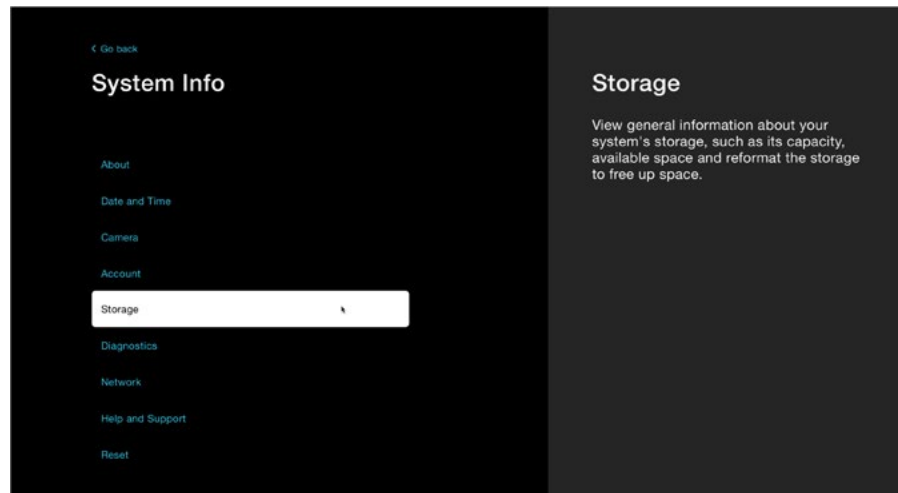 Go back
System Info
About
Date and Time
Camera
Account
Storage
Diagnostics
Network
Help and Support
Reset
Storage
View general information about your
system's storage, such as its capacity,
available space and reformat the storage
to free up space.